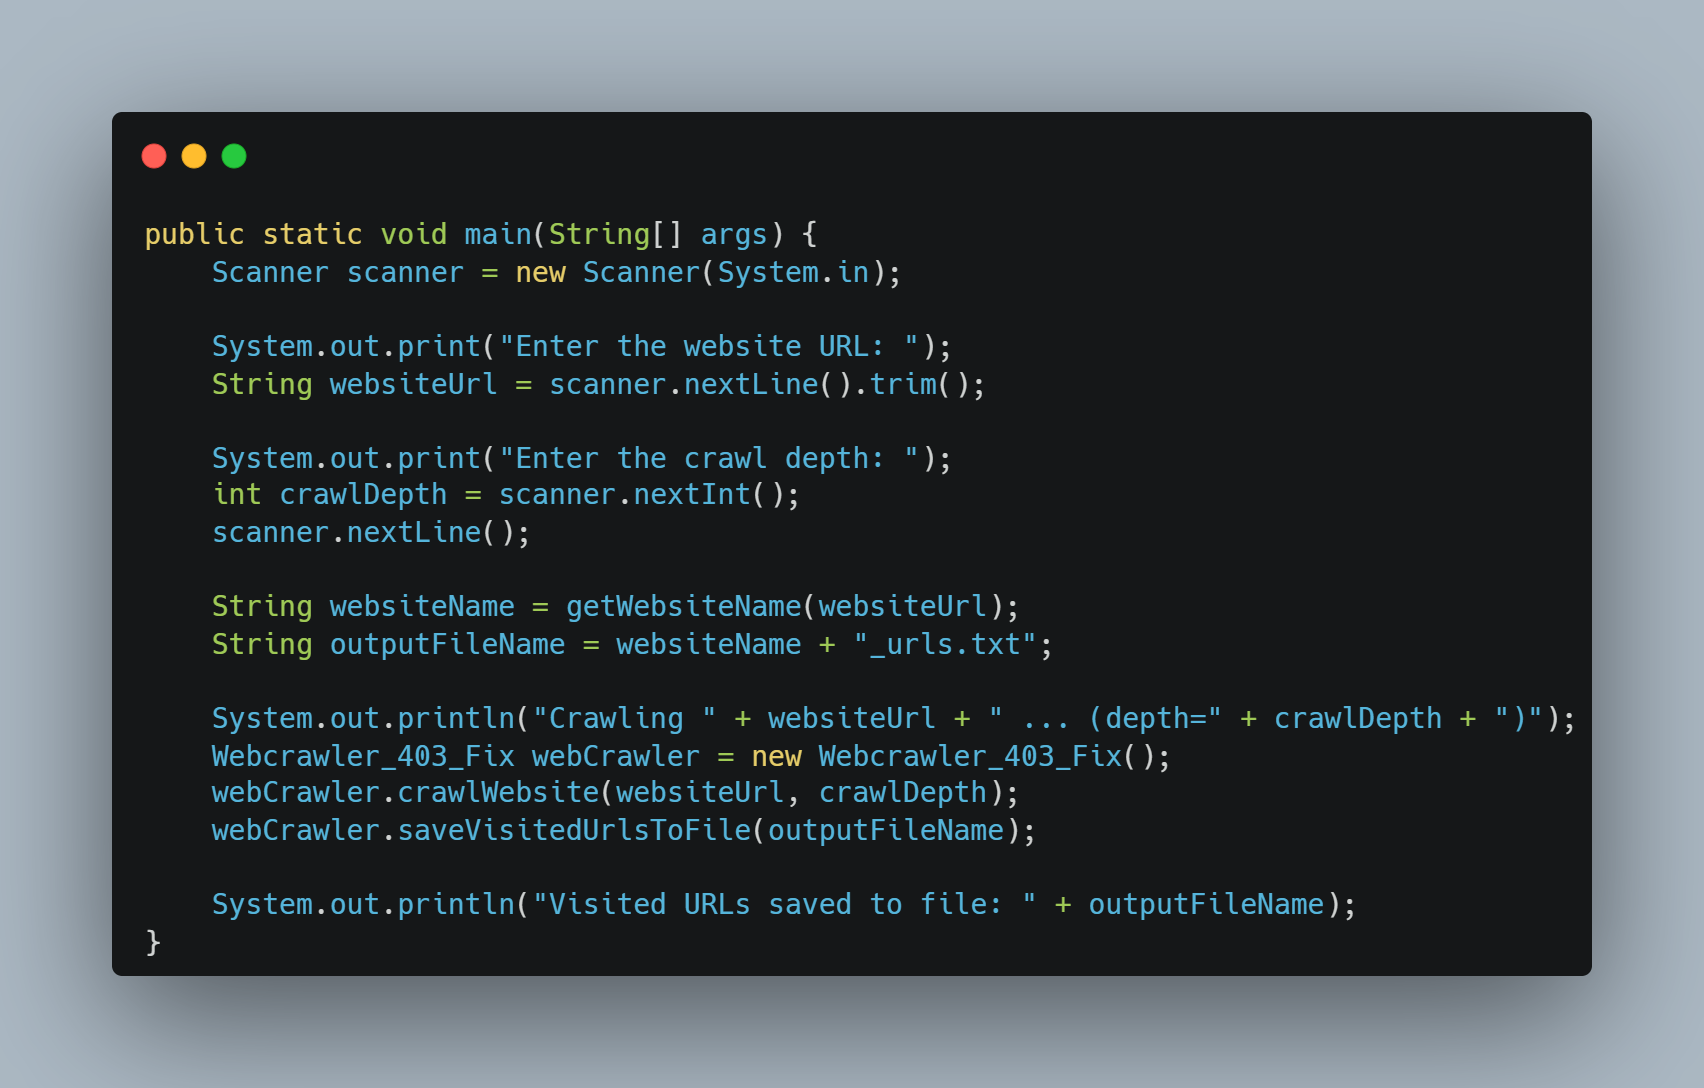 public static void main(String[] args) {
    Scanner scanner = new Scanner(System.in);

    System.out.print("Enter the website URL: ");
    String websiteUrl = scanner.nextLine().trim();

    System.out.print("Enter the crawl depth: ");
    int crawlDepth = scanner.nextInt();
    scanner.nextLine();

    String websiteName = getWebsiteName(websiteUrl);
    String outputFileName = websiteName + "_urls.txt";

    System.out.println("Crawling " + websiteUrl + " ... (depth=" + crawlDepth + ")");
    Webcrawler_403_Fix webCrawler = new Webcrawler_403_Fix();
    webCrawler.crawlWebsite(websiteUrl, crawlDepth);
    webCrawler.saveVisitedUrlsToFile(outputFileName);

    System.out.println("Visited URLs saved to file: " + outputFileName);
}